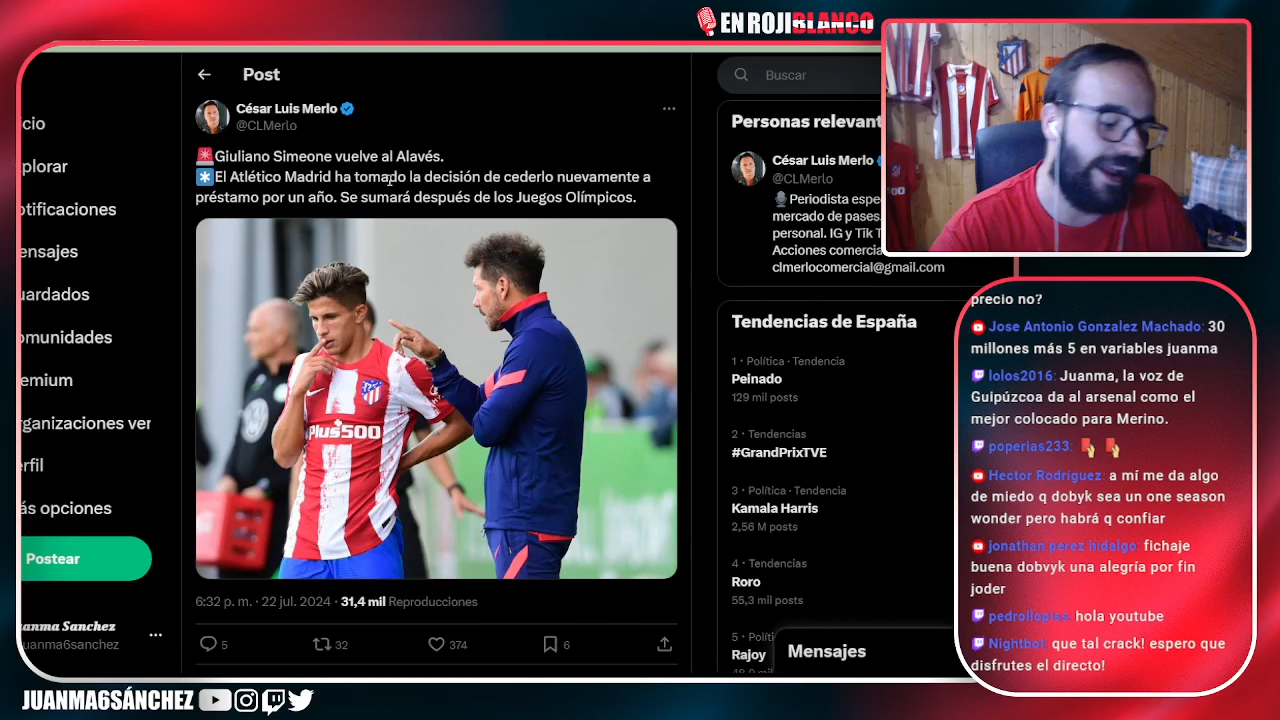 EN ROJIBLANCO
Post
Buscar
César Luis Merlo
@CLMerlo
Giuliano Simeone vuelve al Alavés.
El Atlético Madrid ha tomado la decisión de cederlo nuevamente a
préstamo por un año. Se sumará después de los Juegos Olímpicos.
Plus500
6:32 p. m. · 22 jul. 2024 · 31,4 mil Reproducciones
5
32
374
6
cio
plorar
otificaciones
ensajes
uardados
omunidades
emium
rganizaciones ver
erfil
ás opciones
Postear
uanma Sanchez
uanma6sanchez
Personas relevan
César Luis Merlo
@CLMerlo
Periodista espe
mercado de pases.
personal. IG y Tik T
Acciones comercia
clmerlocomercial@gmail.com
Tendencias de España
1 · Política · Tendencia
Peinado
129 mil posts
2 · Tendencias
#GrandPrixTVE
3 · Política · Tendencia
Kamala Harris
2,56 M posts
4 · Tendencias
Roro
55,3 mil posts
5 · Políti
Rajoy
Mensajes
precio no?
Jose Antonio Gonzalez Machado: 30
millones más 5 en variables juanma
lolos2016: Juanma, la voz de
Guipúzcoa da al arsenal como el
mejor colocado para Merino.
poperias233:
Hector Rodríguez: a mí me da algo
de miedo q dobyk sea un one season
wonder pero habrá q confiar
jonathan perez hidalgo: fichaje
buena dobvyk una alegría por fin
joder
hola youtube
Nightbot: que tal crack! espero que
disfrutes el directo!
JUANMA6SÁNCHEZ